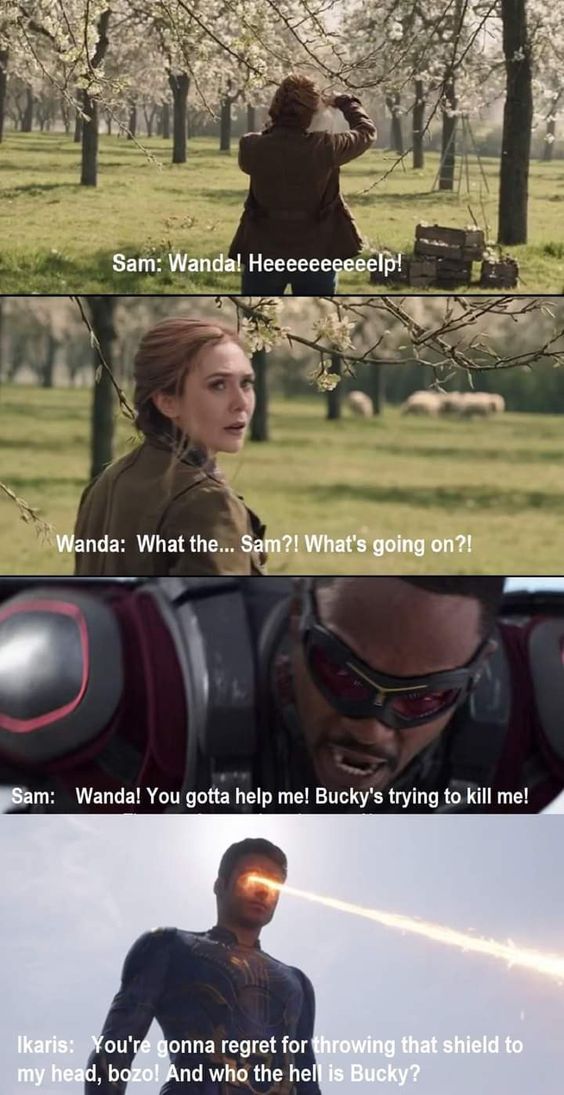 Sam: Wanda! Heeeeeeeeeelp!
Wanda:  What the... Sam?! What's going on?!
Sam:    Wanda! You gotta help me! Bucky's trying to kill me!
Ikaris:   You're gonna regret for throwing that shield to
my head, bozo! And who the hell is Bucky?